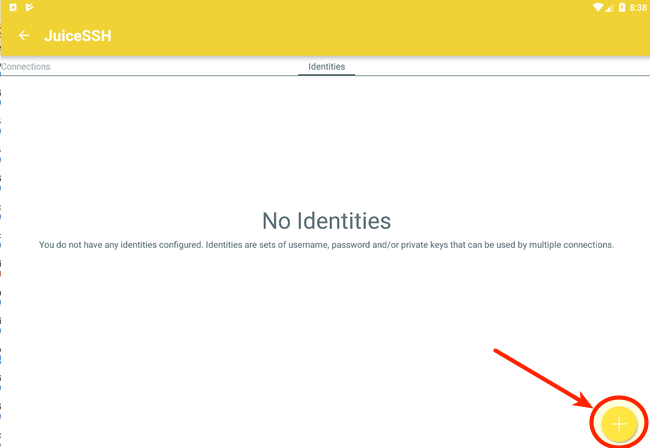 8:38
JuiceSSH
Connections
Identities
No Identities
You do not have any identities configured. Identities are sets of username, password and/or private keys that can be used by multiple connections.